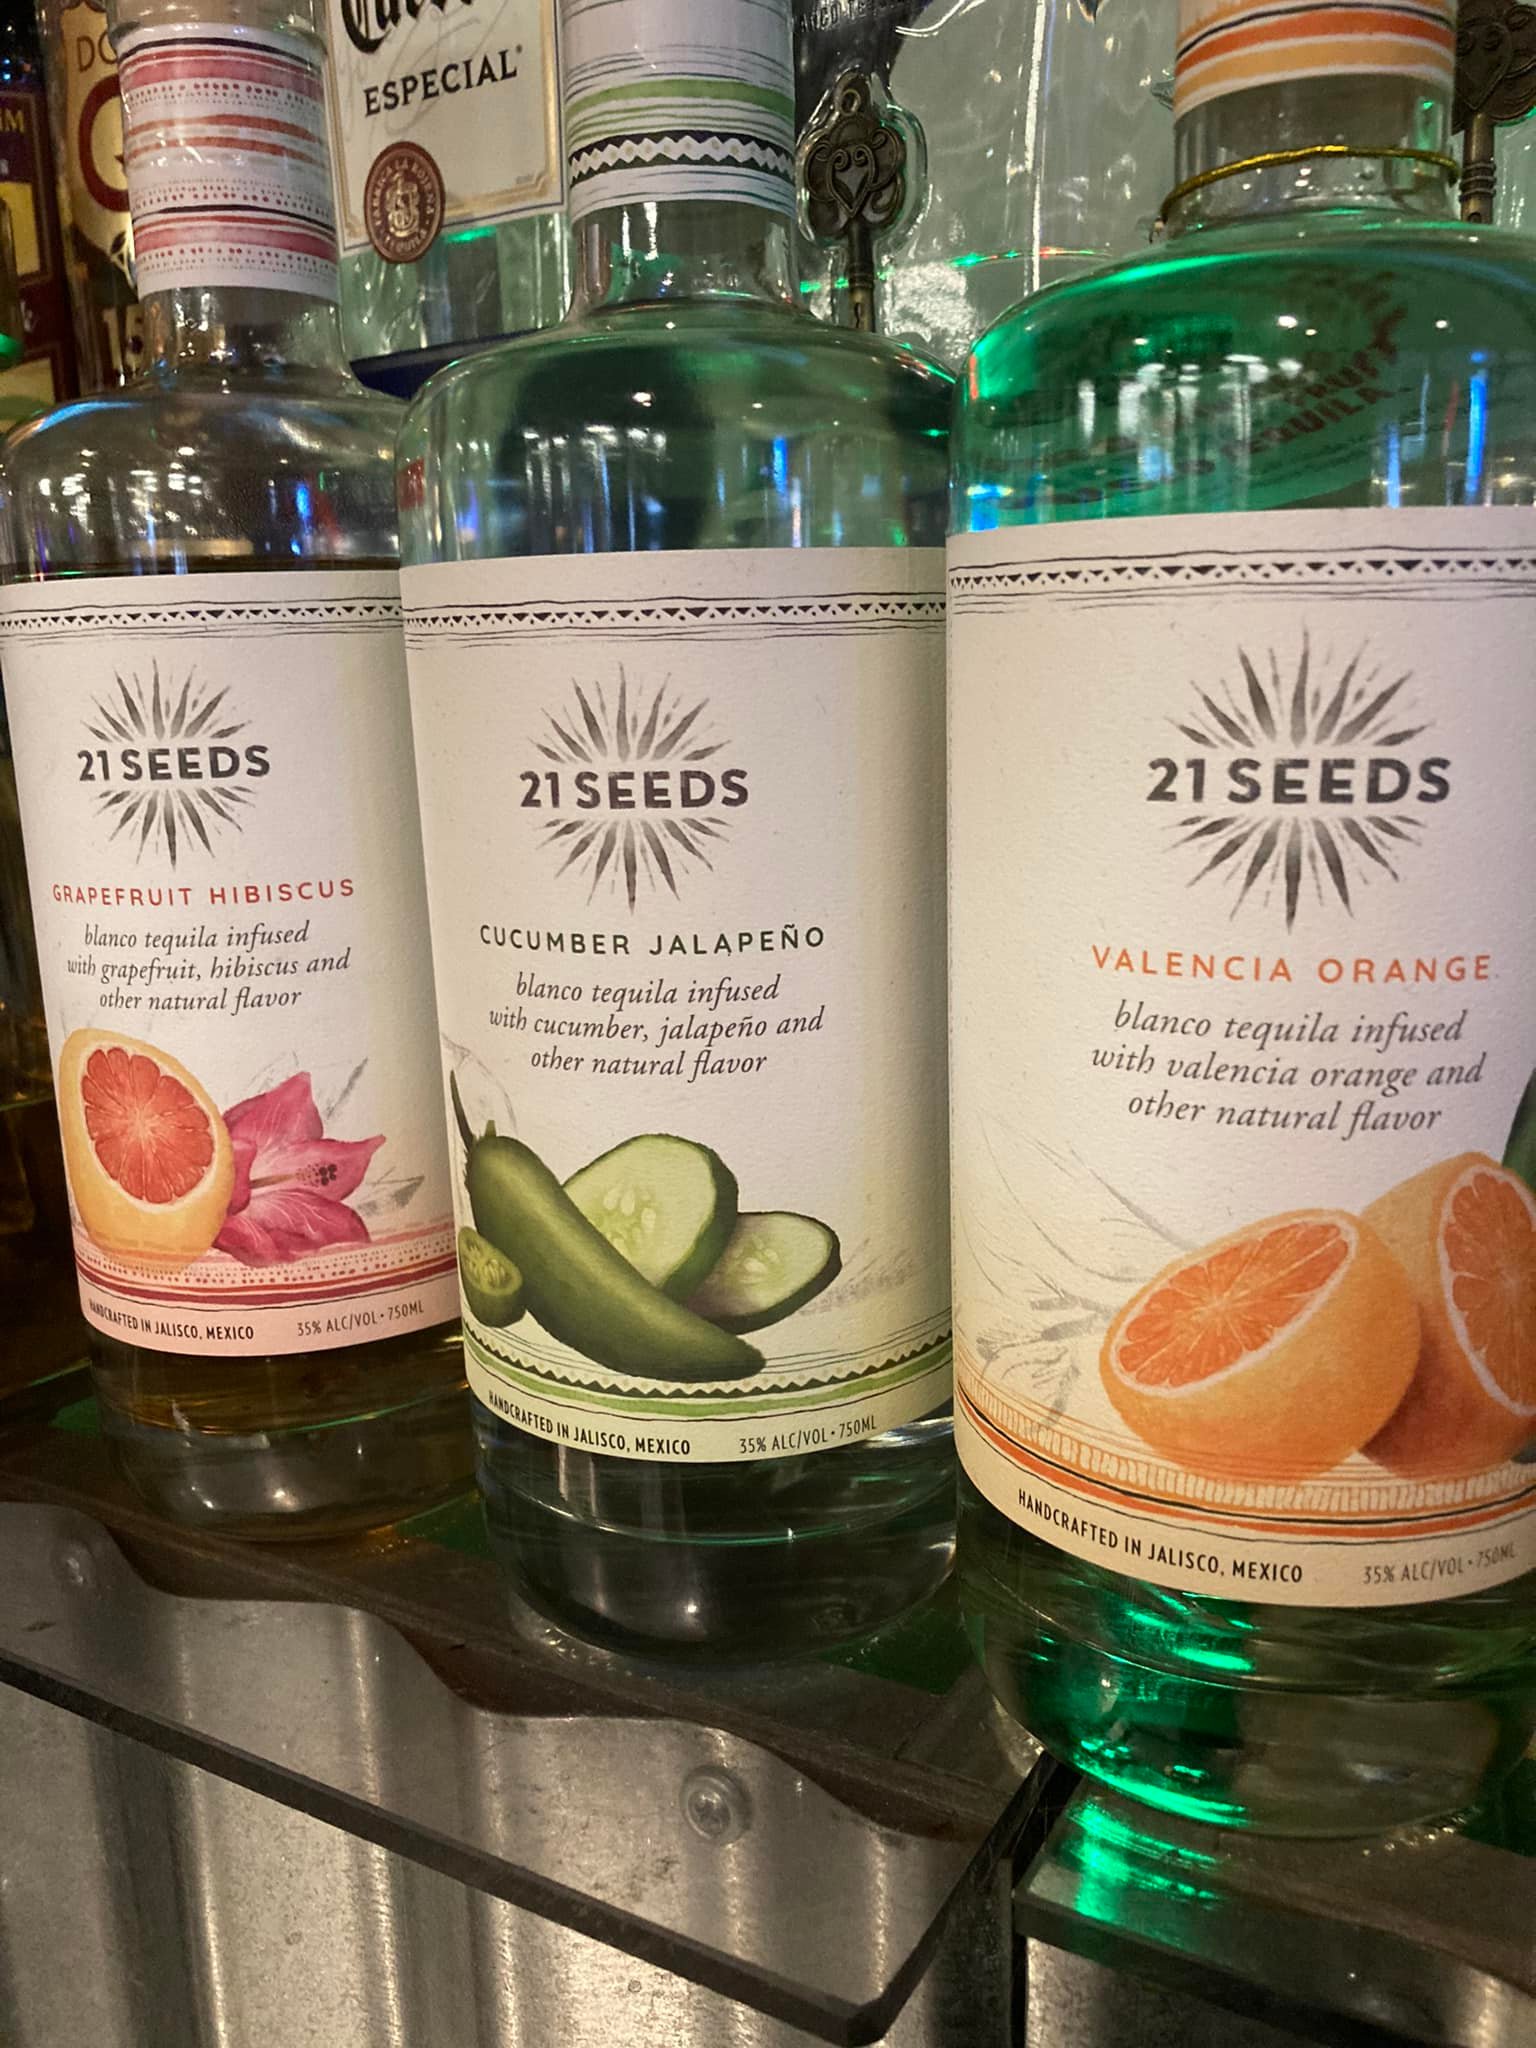 ESPECIAL
21 SEEDS
GRAPEFRUIT HIBISCUS
blanco tequila infused
with grapefruit, hibiscus and
other natural flavor
HANDCRAFTED IN JALISCO, MEXICO 35% ALC/VOL • 750ML
21 SEEDS
CUCUMBER JALAPEÑO
blanco tequila infused
with cucumber, jalapeño and
other natural flavor
HANDCRAFTED IN JALISCO, MEXICO 35% ALC/VOL • 750ML
FRUIT
TEQUILA
21 SEEDS
VALENCIA ORANGE
blanco tequila infused
with valencia orange and
other natural flavor
HANDCRAFTED IN JALISCO, MEXICO 35% ALC/VOL • 750ML